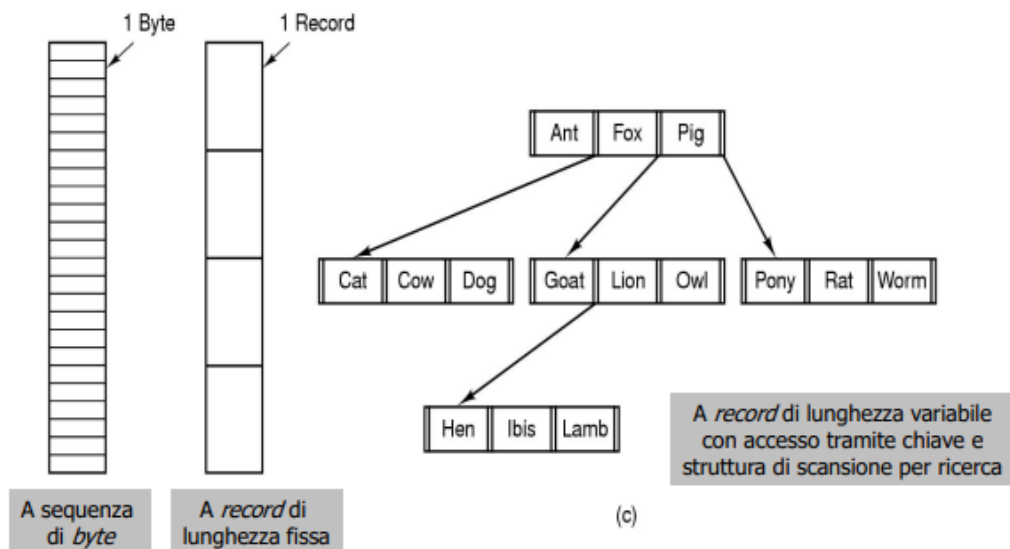 1 Byte
1 Record
Ant Fox Pig
Cat Cow Dog
Goat Lion Owl
Pony Rat Worm
Hen Ibis Lamb
A sequenza
di byte
A record di
lunghezza fissa
A record di lunghezza variabile
con accesso tramite chiave e
struttura di scansione per ricerca
(c)